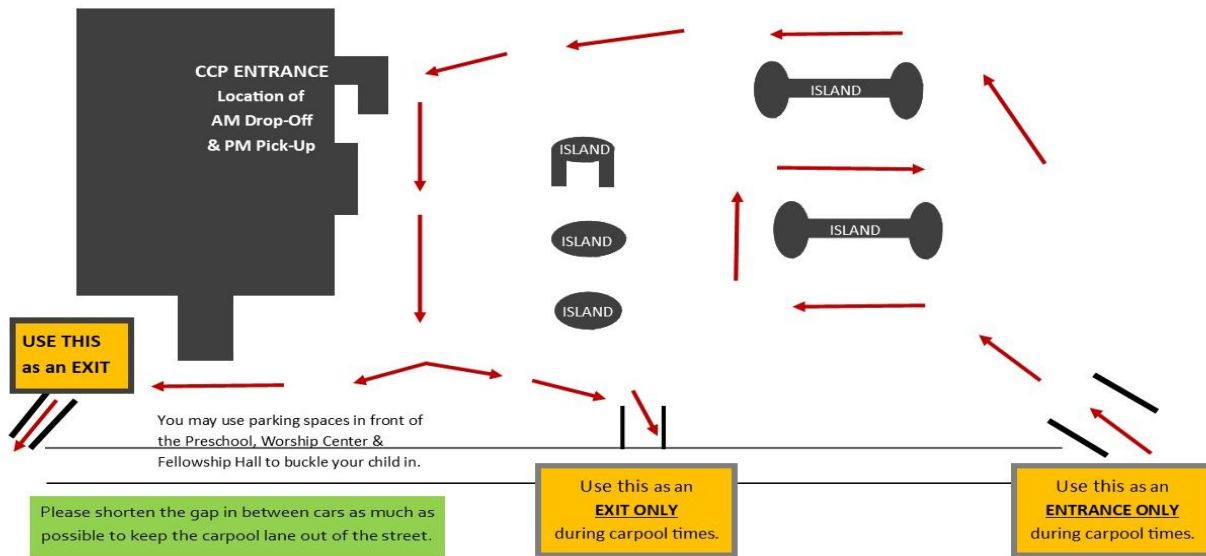 CCP ENTRANCE
Location of
AM Drop-Off
& PM Pick-Up
ISLAND
ISLAND
ISLAND
ISLAND
ISLAND
USE THIS
as an EXIT
You may use parking spaces in front of
the Preschool, Worship Center &
Fellowship Hall to buckle your child in.
Please shorten the gap in between cars as much as
possible to keep the carpool lane out of the street.
Use this as an
EXIT ONLY
during carpool times.
Use this as an
ENTRANCE ONLY
during carpool times.